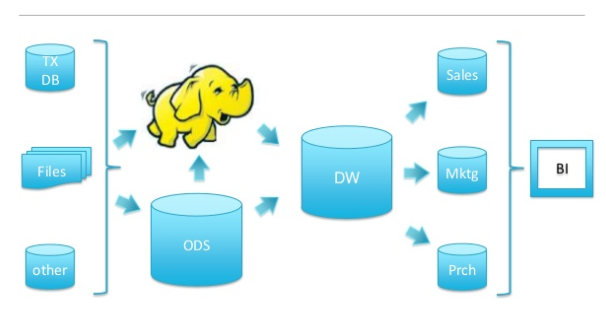 TX
DB
Files
other
ODS
DW
Sales
Mktg
Prch
BI